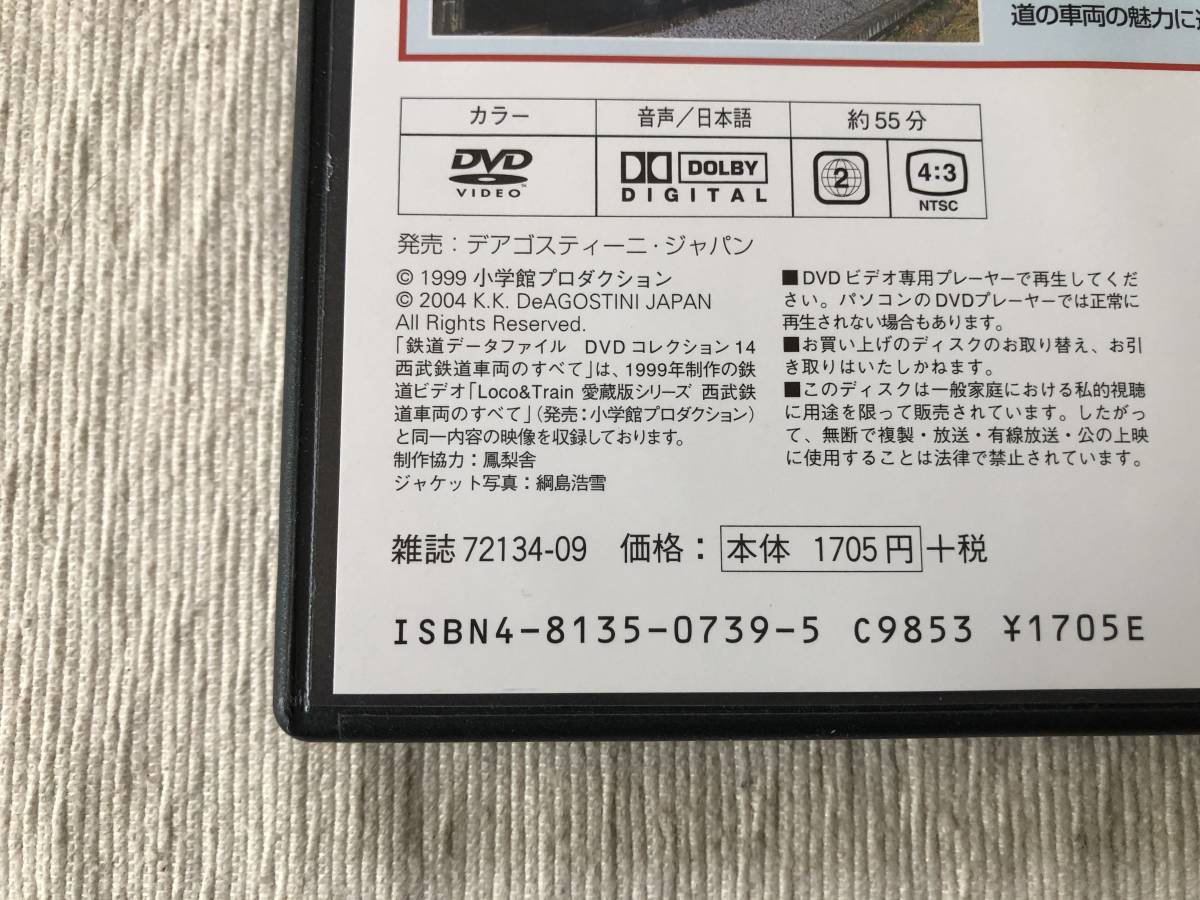 道の車両の魅力に
カラー
音声／日本語
約55分
DVD
VIDEO
DOLBY
DIGITAL
2
4:3
NTSC
発売：デアゴスティーニ・ジャパン
© 1999 小学館プロダクション
© 2004 K.K. DeAGOSTINI JAPAN
All Rights Reserved.
「鉄道データファイル　DVDコレクション14
西武鉄道車両のすべて」は、1999年制作の鉄
道ビデオ「Loco&Train 愛蔵版シリーズ 西武鉄
道車両のすべて」（発売：小学館プロダクション）
と同一内容の映像を収録しております。
制作協力：鳳梨舎
ジャケット写真：綱島浩雪
■DVDビデオ専用プレーヤーで再生してくだ
さい。パソコンのDVDプレーヤーでは正常に
再生されない場合もあります。
■お買い上げのディスクのお取り替え、お引
き取りはいたしかねます。
■このディスクは一般家庭における私的視聴
に用途を限って販売されています。したがっ
て、無断で複製・放送・有線放送・公の上映
に使用することは法律で禁止されています。
雑誌 72134-09　価格：本体　1705円＋税
ISBN4-8135-0739-5 C9853 ¥1705E